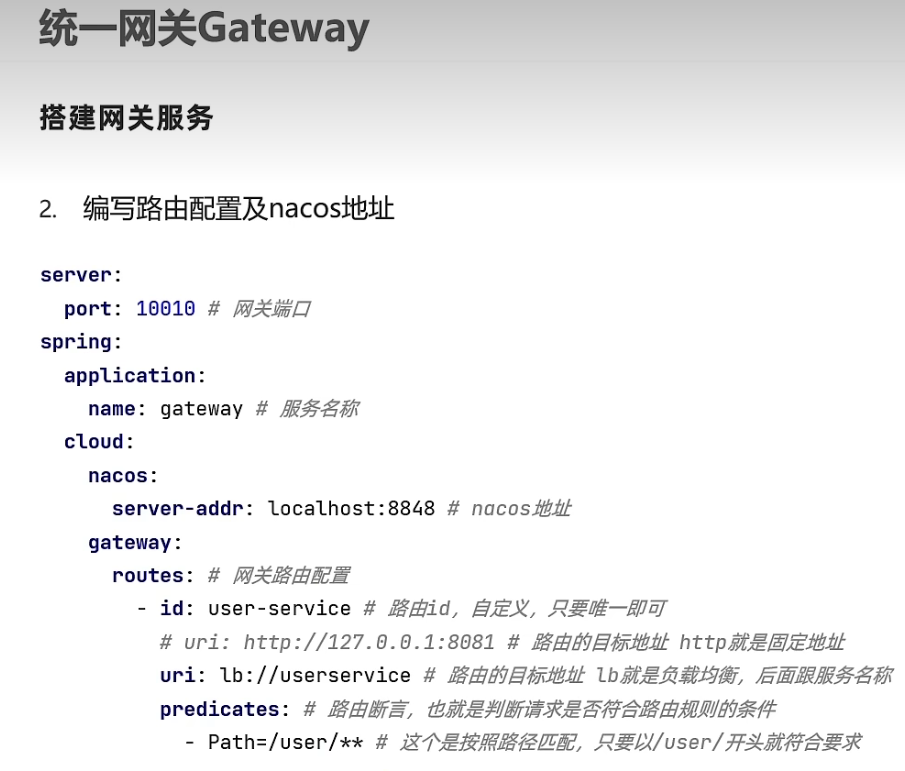 统一网关Gateway
搭建网关服务
2. 编写路由配置及nacos地址
server:
  port: 10010 # 网关端口
spring:
  application:
    name: gateway # 服务名称
  cloud:
    nacos:
      server-addr: localhost:8848 # nacos地址
    gateway:
      routes: # 网关路由配置
        - id: user-service # 路由id，自定义，只要唯一即可
          # uri: http://127.0.0.1:8081 # 路由的目标地址 http就是固定地址
          uri: lb://userservice # 路由的目标地址 lb就是负载均衡，后面跟服务名称
          predicates: # 路由断言，也就是判断请求是否符合路由规则的条件
            - Path=/user/** # 这个是按照路径匹配，只要以/user/开头就符合要求